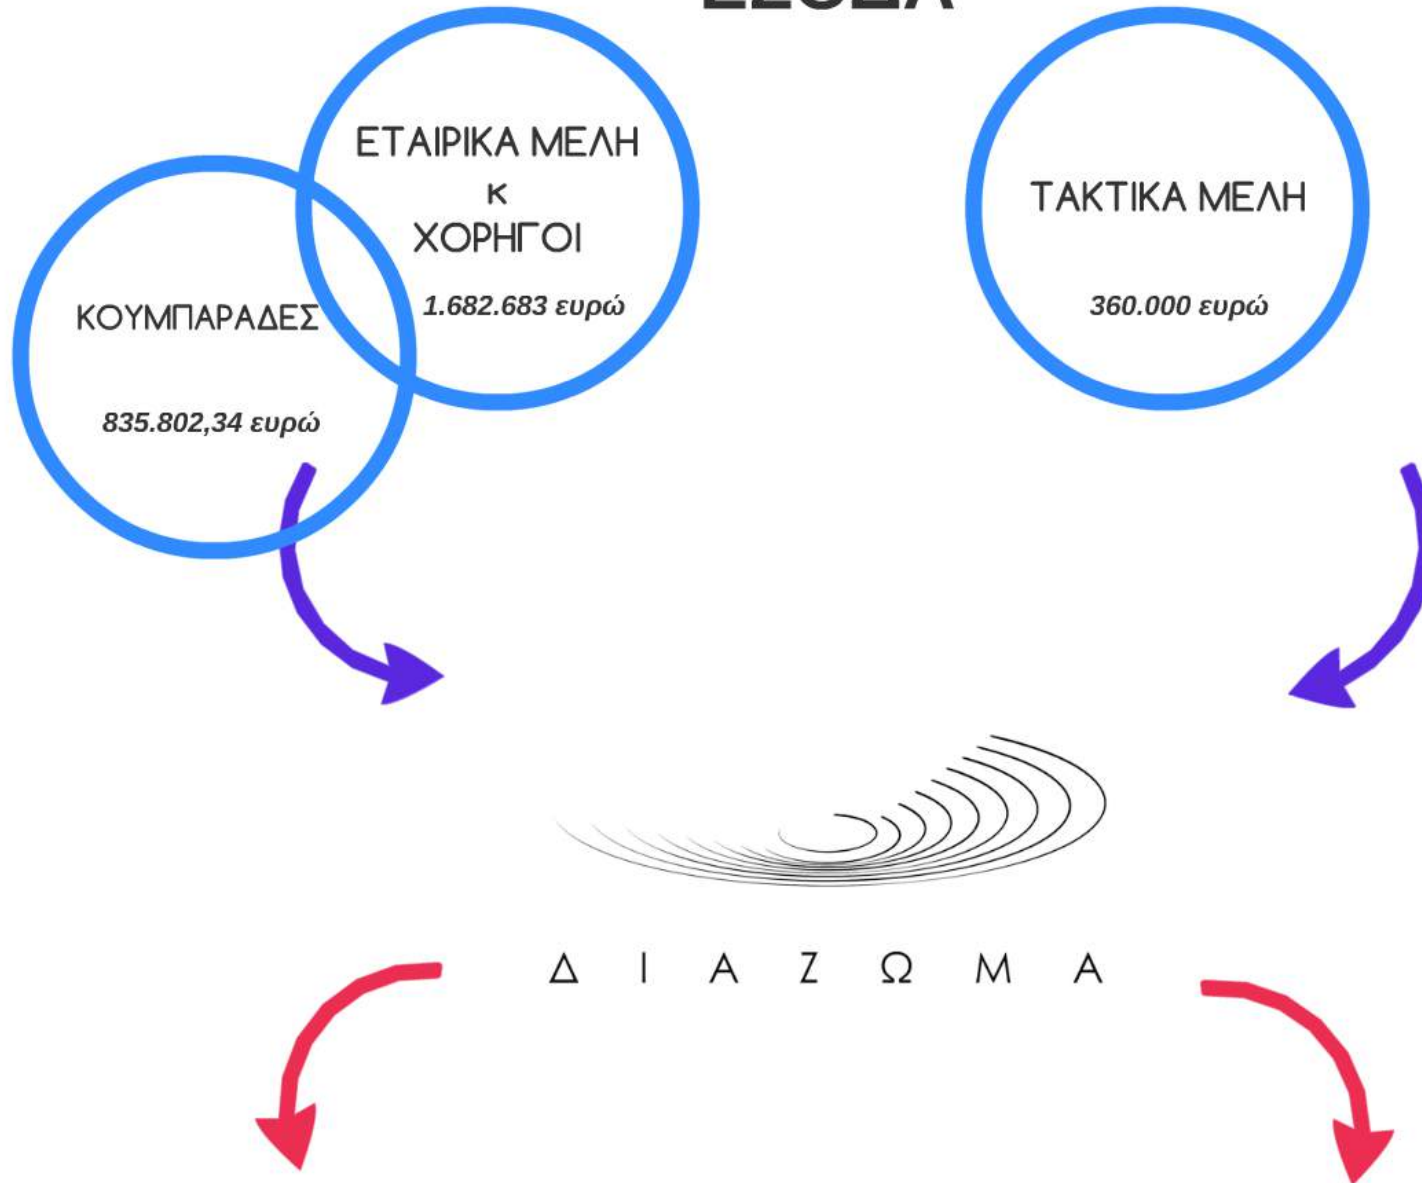 ΕΤΑΙΡΙΚΑ ΜΕΛΗ
κ
ΧΟΡΗΓΟΙ
1.682.683 ευρώ
ΤΑΚΤΙΚΑ ΜΕΛΗ
360.000 ευρώ
ΚΟΥΜΠΑΡΑΔΕΣ
835.802,34 ευρώ
Δ Ι Α Ζ Ω Μ Α